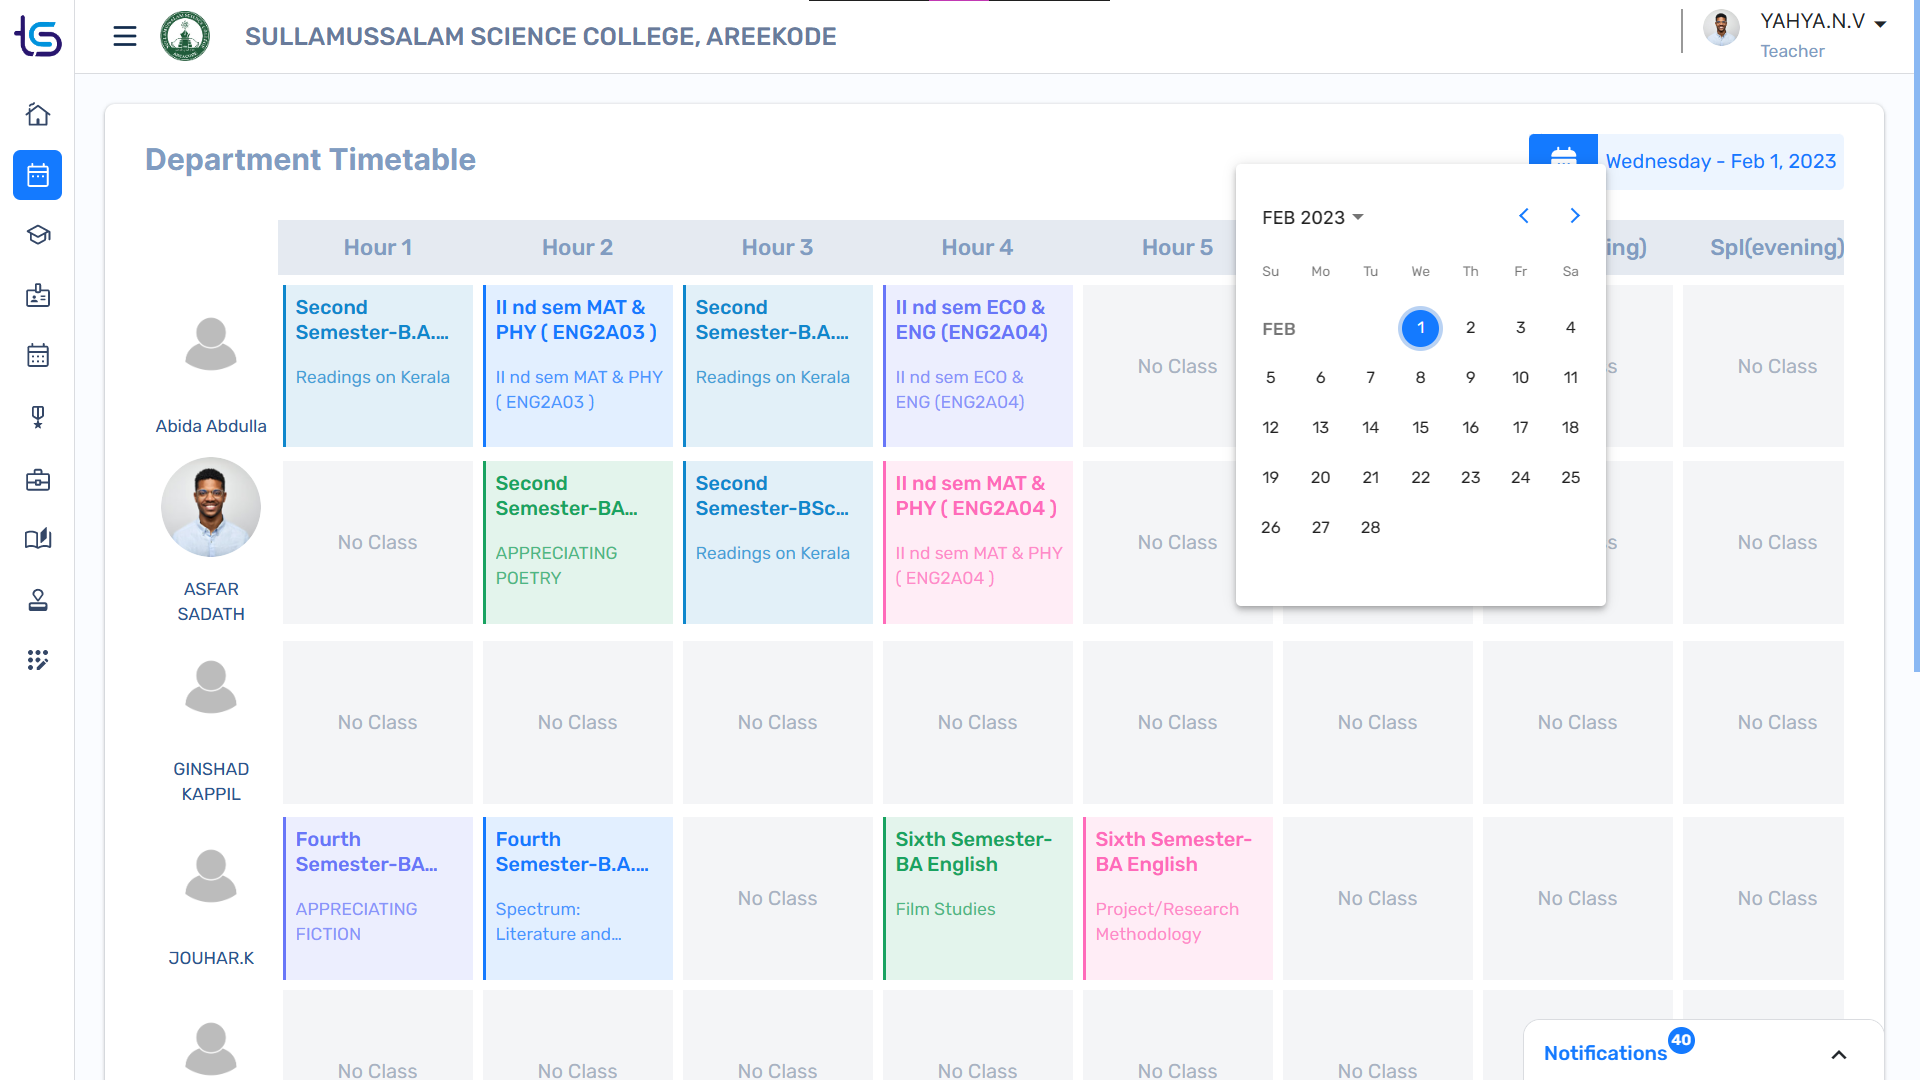 SULLAMUSSALAM SCIENCE COLLEGE, AREEKODE
YAHYA.N.V
Teacher
Department Timetable
Wednesday - Feb 1, 2023
Hour 1 Hour 2 Hour 3 Hour 4 Hour 5 ing) Spl(evening)
FEB 2023
Su Mo Tu We Th Fr Sa
FEB 1 2 3 4
5 6 7 8 9 10 11
12 13 14 15 16 17 18
19 20 21 22 23 24 25
26 27 28
Abida Abdulla
Second
Semester-B.A....
Readings on Kerala
II nd sem MAT &
PHY ( ENG2A03 )
II nd sem MAT & PHY
( ENG2A03 )
Second
Semester-B.A....
Readings on Kerala
II nd sem ECO &
ENG (ENG2A04)
II nd sem ECO &
ENG (ENG2A04)
No Class
s
No Class
ASFAR
SADATH
No Class
Second
Semester-BA...
APPRECIATING
POETRY
Second
Semester-BSc...
Readings on Kerala
II nd sem MAT &
PHY ( ENG2A04 )
II nd sem MAT & PHY
( ENG2A04 )
No Class
s
No Class
GINSHAD
KAPPIL
No Class
No Class
No Class
No Class
No Class
No Class
No Class
No Class
JOUHAR.K
Fourth
Semester-BA...
APPRECIATING
FICTION
Fourth
Semester-B.A....
Spectrum:
Literature and...
No Class
Sixth Semester-
BA English
Film Studies
Sixth Semester-
BA English
Project/Research
Methodology
No Class
No Class
No Class
No Class
No Class
No Class
No Class
No Class
No Class
Notifications 40